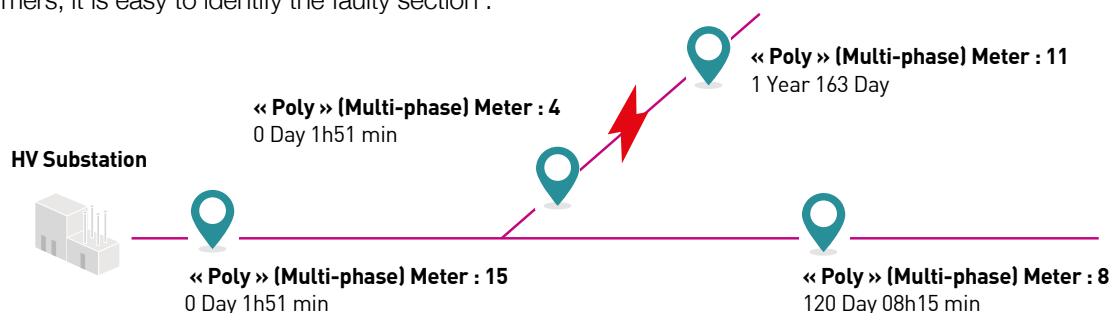 it is easy to identify the faulty section .
« Poly » (Multi-phase) Meter : 11
1 Year 163 Day
« Poly » (Multi-phase) Meter : 4
0 Day 1h51 min
HV Substation
« Poly » (Multi-phase) Meter : 15
0 Day 1h51 min
« Poly » (Multi-phase) Meter : 8
120 Day 08h15 min